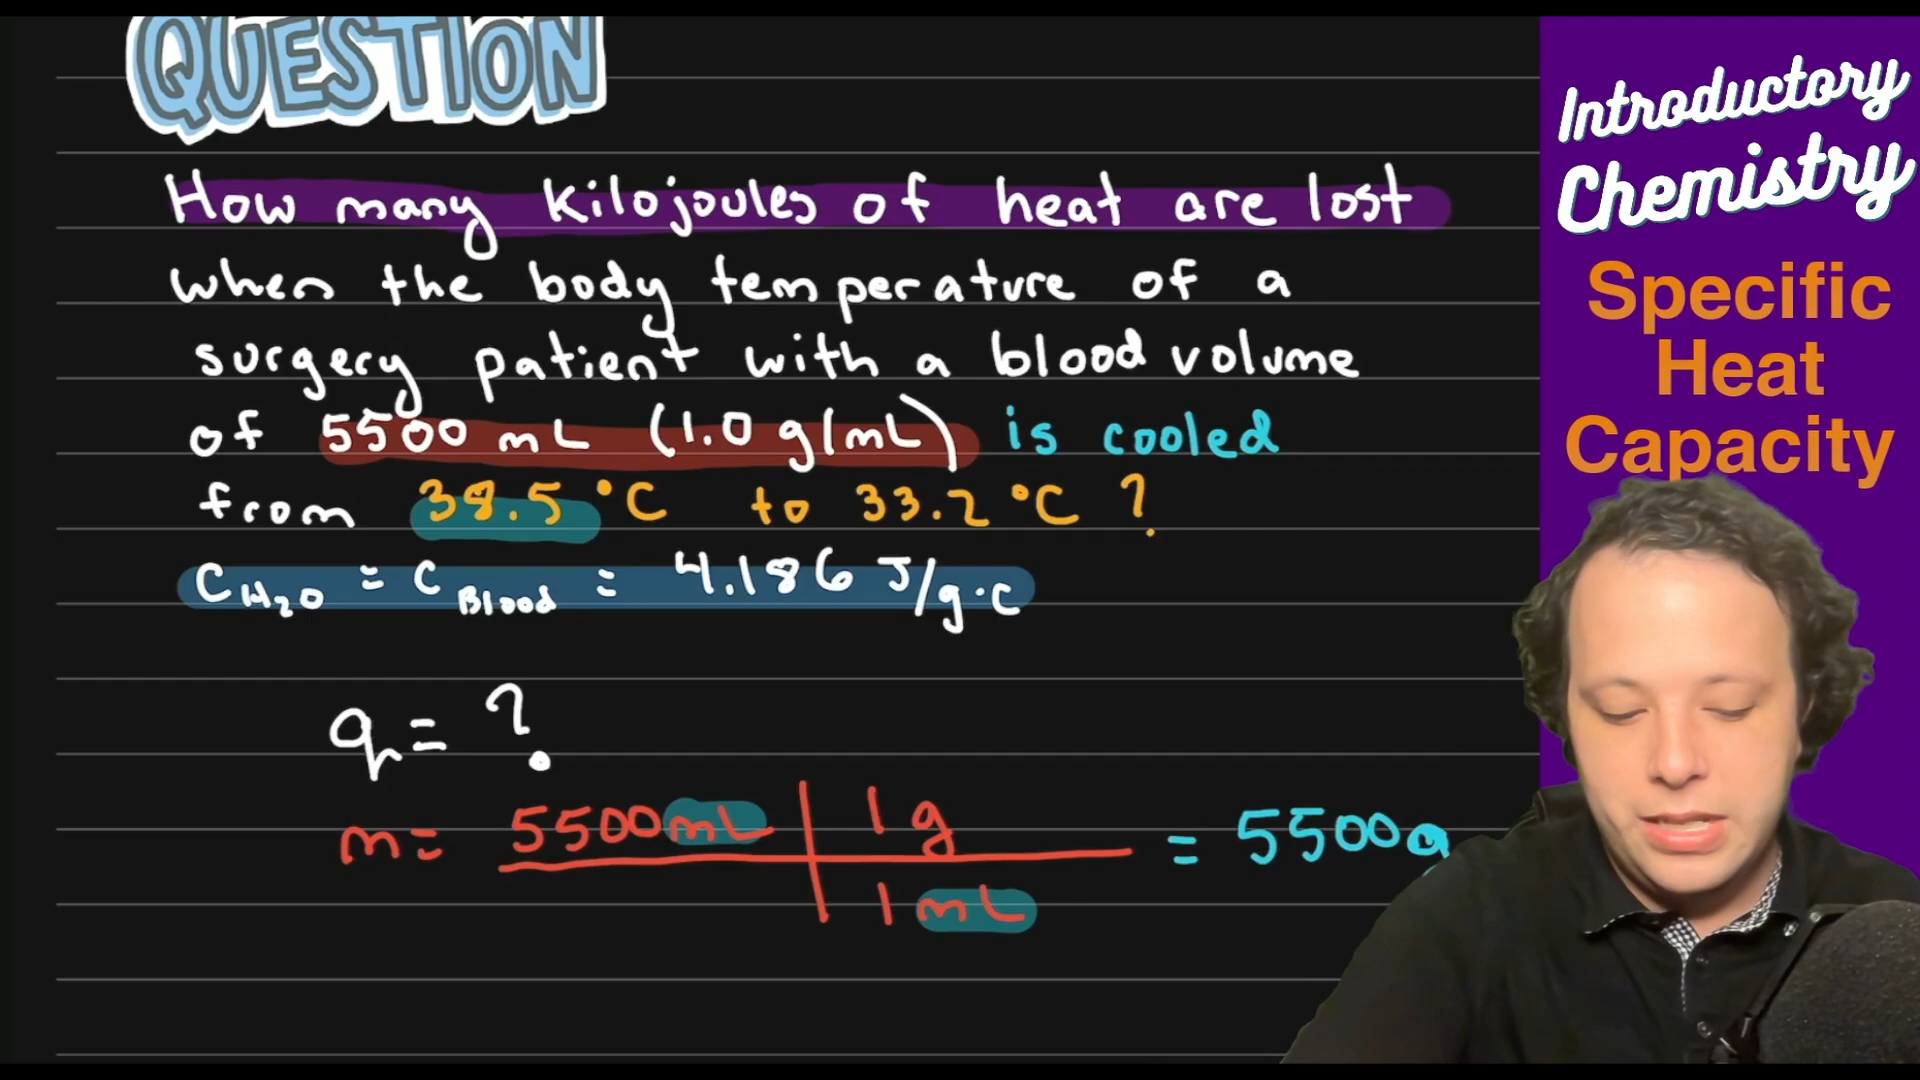 QUESTION
How many kilojoules of heat are lost
when the body temperature of a
surgery patient with a blood volume
of 5500 mL (1.0 g/mL) is cooled
from 38.5 °C to 33.2 °C ?
C H₂O = C Blood = 4.186 J/g·c
q = ?
m = 5500 mL | 1 g = 5500g
1 mL
Introductory
Chemistry
Specific
Heat
Capacity